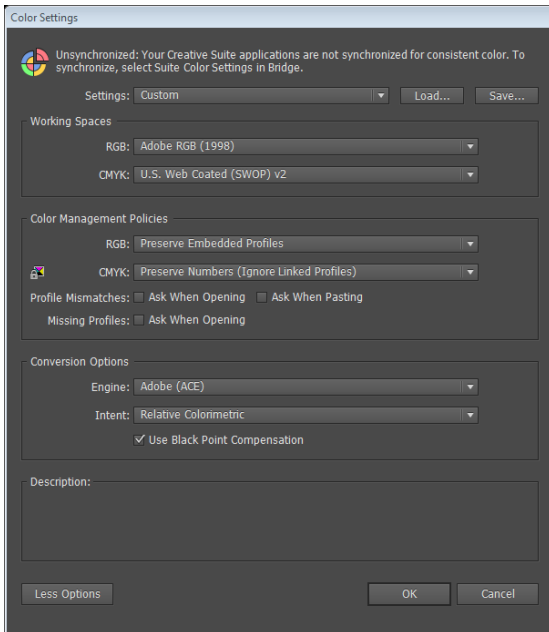 Color Settings
Unsynchronized: Your Creative Suite applications are not synchronized for consistent color. To
synchronize, select Suite Color Settings in Bridge.
Settings: Custom Load... Save...
Working Spaces
RGB: Adobe RGB (1998)
CMYK: U.S. Web Coated (SWOP) v2
Color Management Policies
RGB: Preserve Embedded Profiles
CMYK: Preserve Numbers (Ignore Linked Profiles)
Profile Mismatches: Ask When Opening Ask When Pasting
Missing Profiles: Ask When Opening
Conversion Options
Engine: Adobe (ACE)
Intent: Relative Colorimetric
Use Black Point Compensation
Description:
Less Options OK Cancel